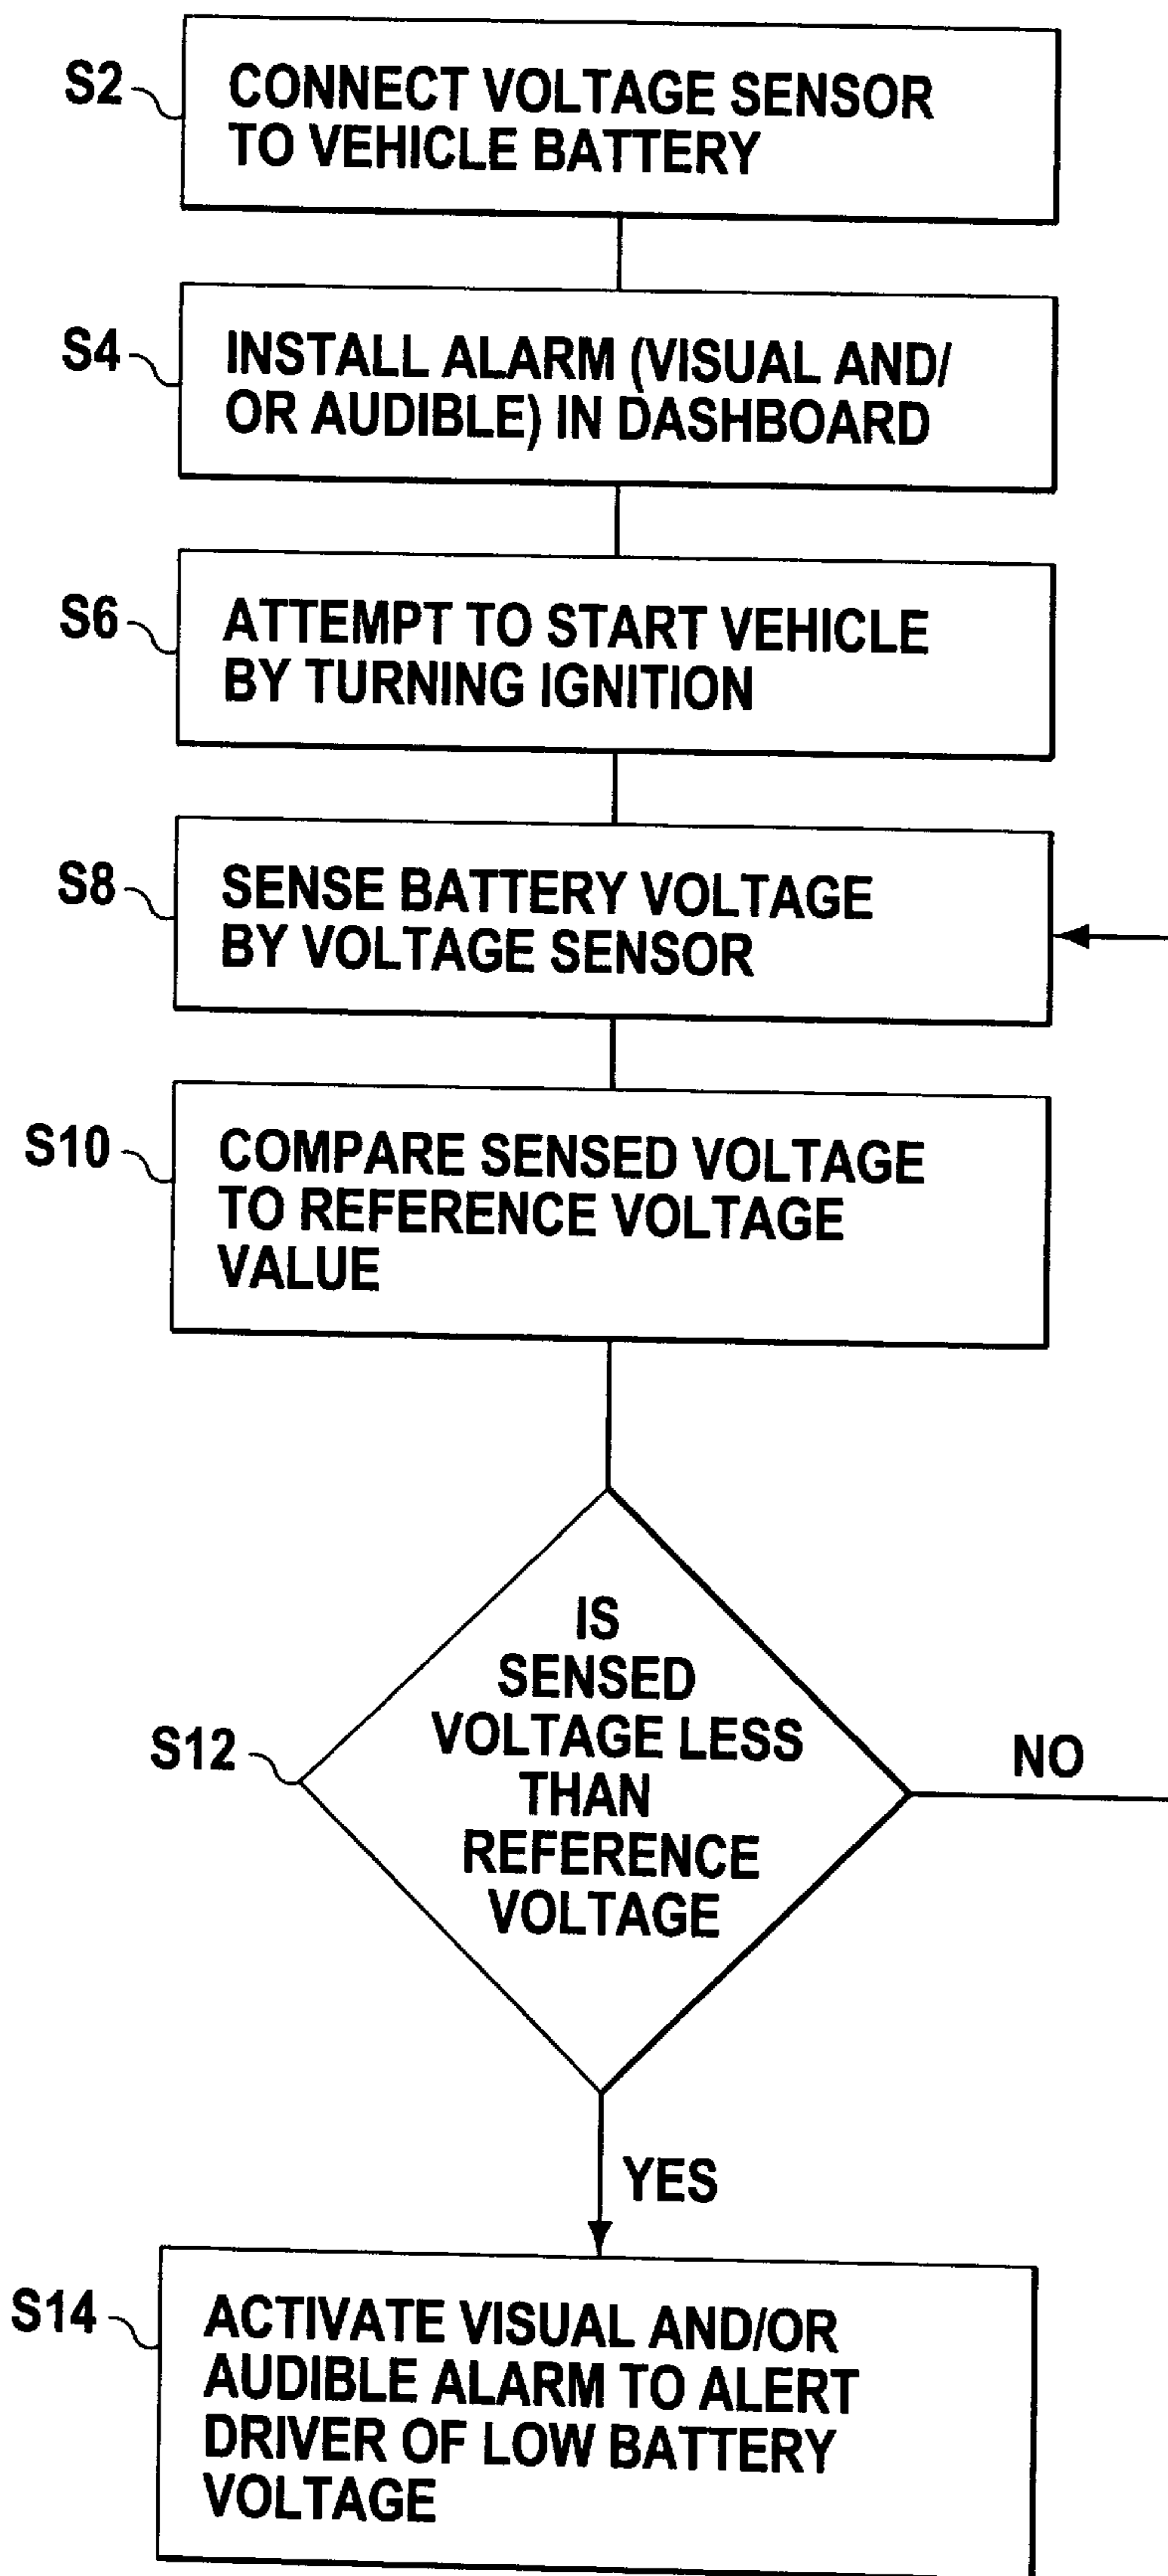 S2
CONNECT VOLTAGE SENSOR
TO VEHICLE BATTERY
S4
INSTALL ALARM (VISUAL AND/
OR AUDIBLE) IN DASHBOARD
S6
ATTEMPT TO START VEHICLE
BY TURNING IGNITION
S8
SENSE BATTERY VOLTAGE
BY VOLTAGE SENSOR
S10
COMPARE SENSED VOLTAGE
TO REFERENCE VOLTAGE
VALUE
S12
IS
SENSED
VOLTAGE LESS
THAN
REFERENCE
VOLTAGE
NO
YES
S14
ACTIVATE VISUAL AND/OR
AUDIBLE ALARM TO ALERT
DRIVER OF LOW BATTERY
VOLTAGE